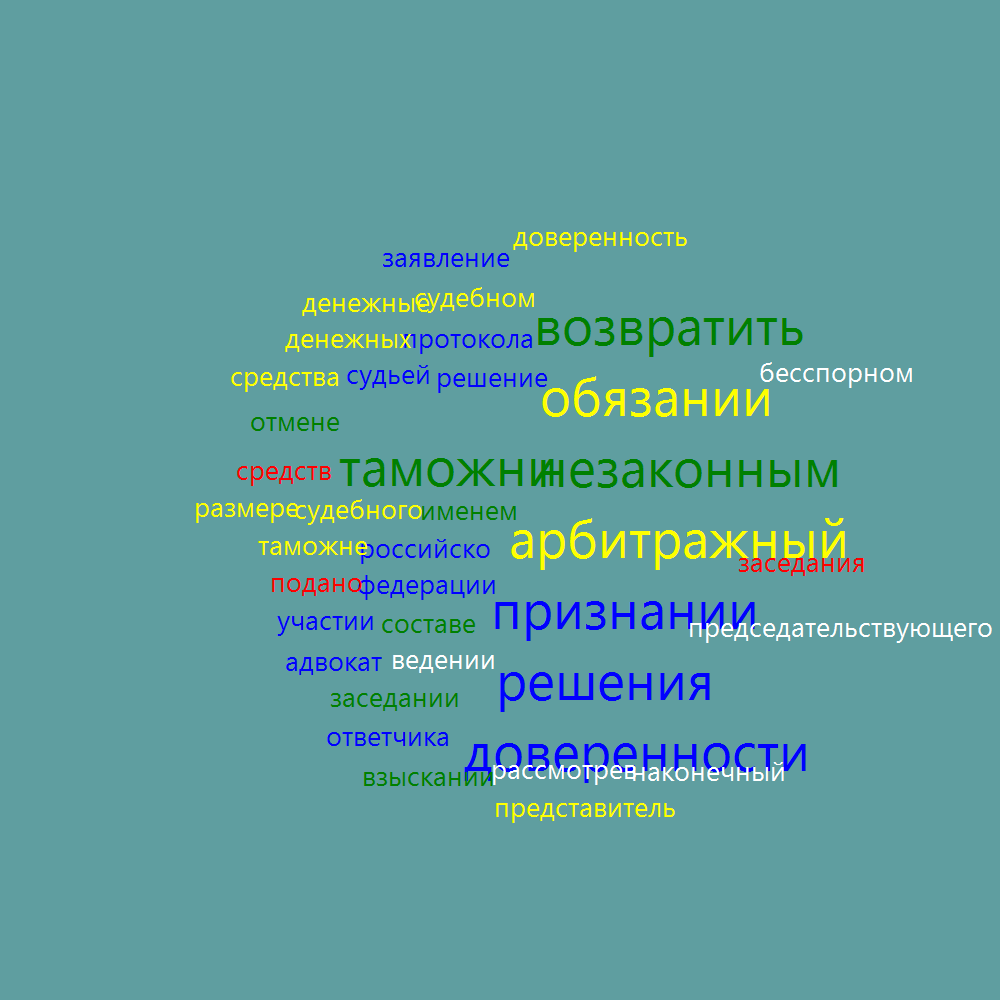 доверенность
заявление
денежные судебном
возвратить
денежных протокола
средства судьей решение бесспорном
обязании
отмене
средств таможни незаконным
размере судебного именем
арбитражный
таможне российско
заседания
подано федерации
признании
участии составе председательствующего
адвокат ведении
решения
заседании
ответчика
доверенности
взыскании рассмотрев наконечный
представитель